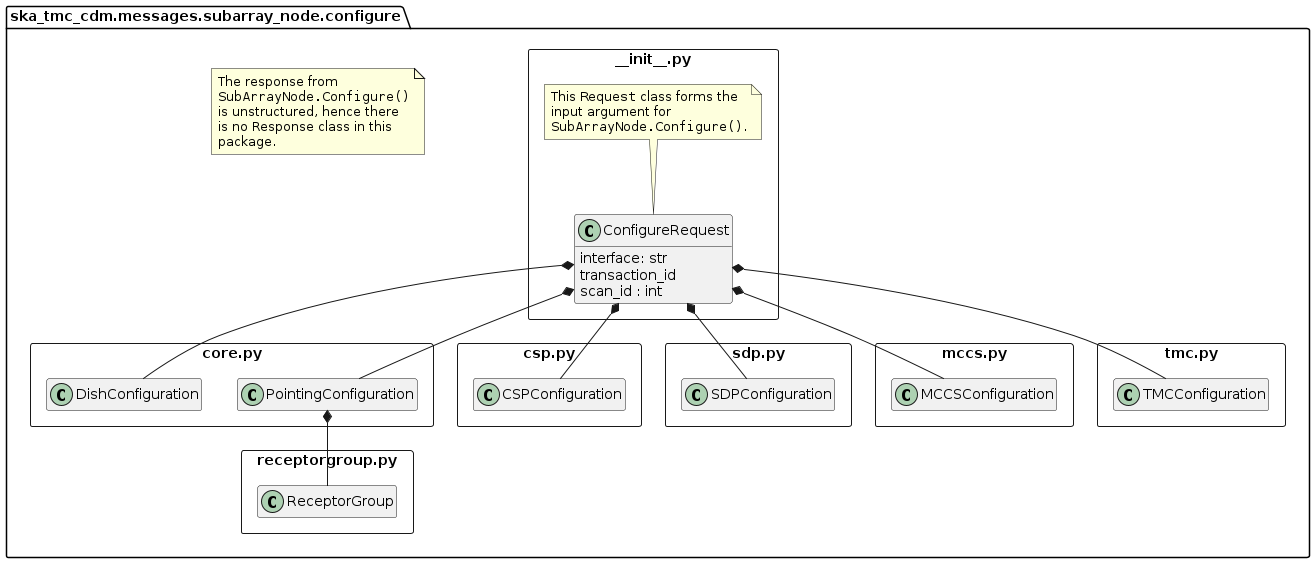 ska_tmc_cdm.messages.subarray_node.configure
__init__.py
The response from
SubArrayNode.Configure()
is unstructured, hence there
is no Response class in this
package.
This Request class forms the
input argument for
SubArrayNode.Configure().
C ConfigureRequest
interface: str
transaction_id
scan_id : int
core.py
csp.py
sdp.py
mccs.py
tmc.py
C DishConfiguration
C PointingConfiguration
C CSPConfiguration
C SDPConfiguration
C MCCSConfiguration
C TMCConfiguration
receptorgroup.py
C ReceptorGroup